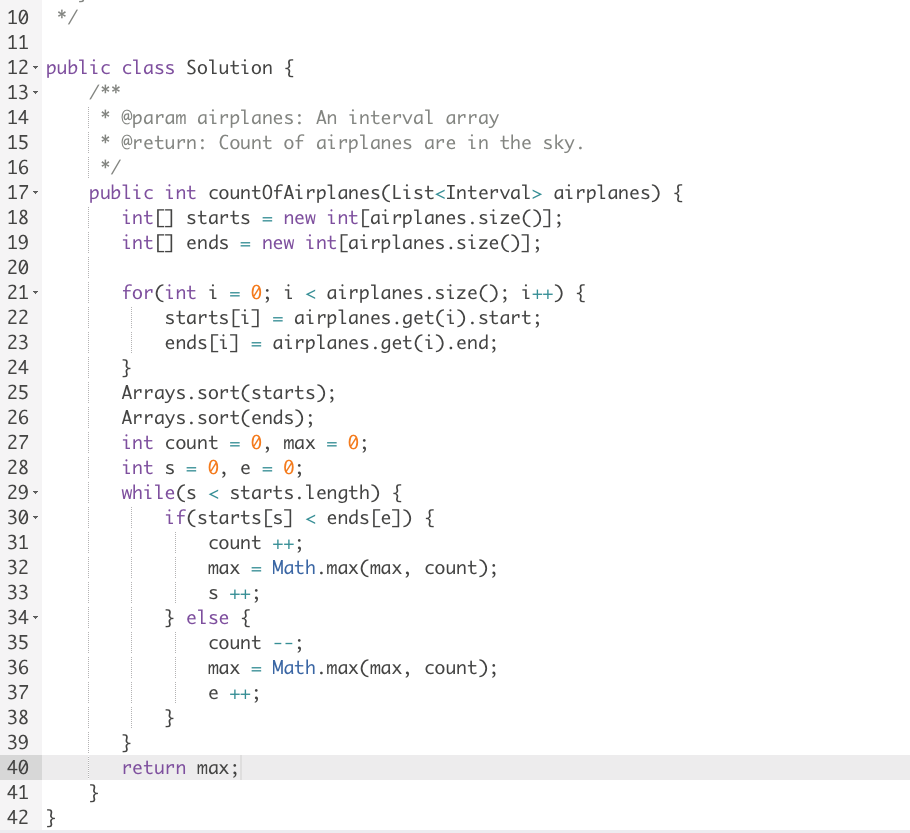 10 */
11
12 public class Solution {
13 /**
14 * @param airplanes: An interval array
15 * @return: Count of airplanes are in the sky.
16 */
17 public int countOfAirplanes(List<Interval> airplanes) {
18 int[] starts = new int[airplanes.size()];
19 int[] ends = new int[airplanes.size()];
20
21 for(int i = 0; i < airplanes.size(); i++) {
22 starts[i] = airplanes.get(i).start;
23 ends[i] = airplanes.get(i).end;
24 }
25 Arrays.sort(starts);
26 Arrays.sort(ends);
27 int count = 0, max = 0;
28 int s = 0, e = 0;
29 while(s < starts.length) {
30 if(starts[s] < ends[e]) {
31 count ++;
32 max = Math.max(max, count);
33 s ++;
34 } else {
35 count --;
36 max = Math.max(max, count);
37 e ++;
38 }
39 }
40 return max;
41 }
42 }